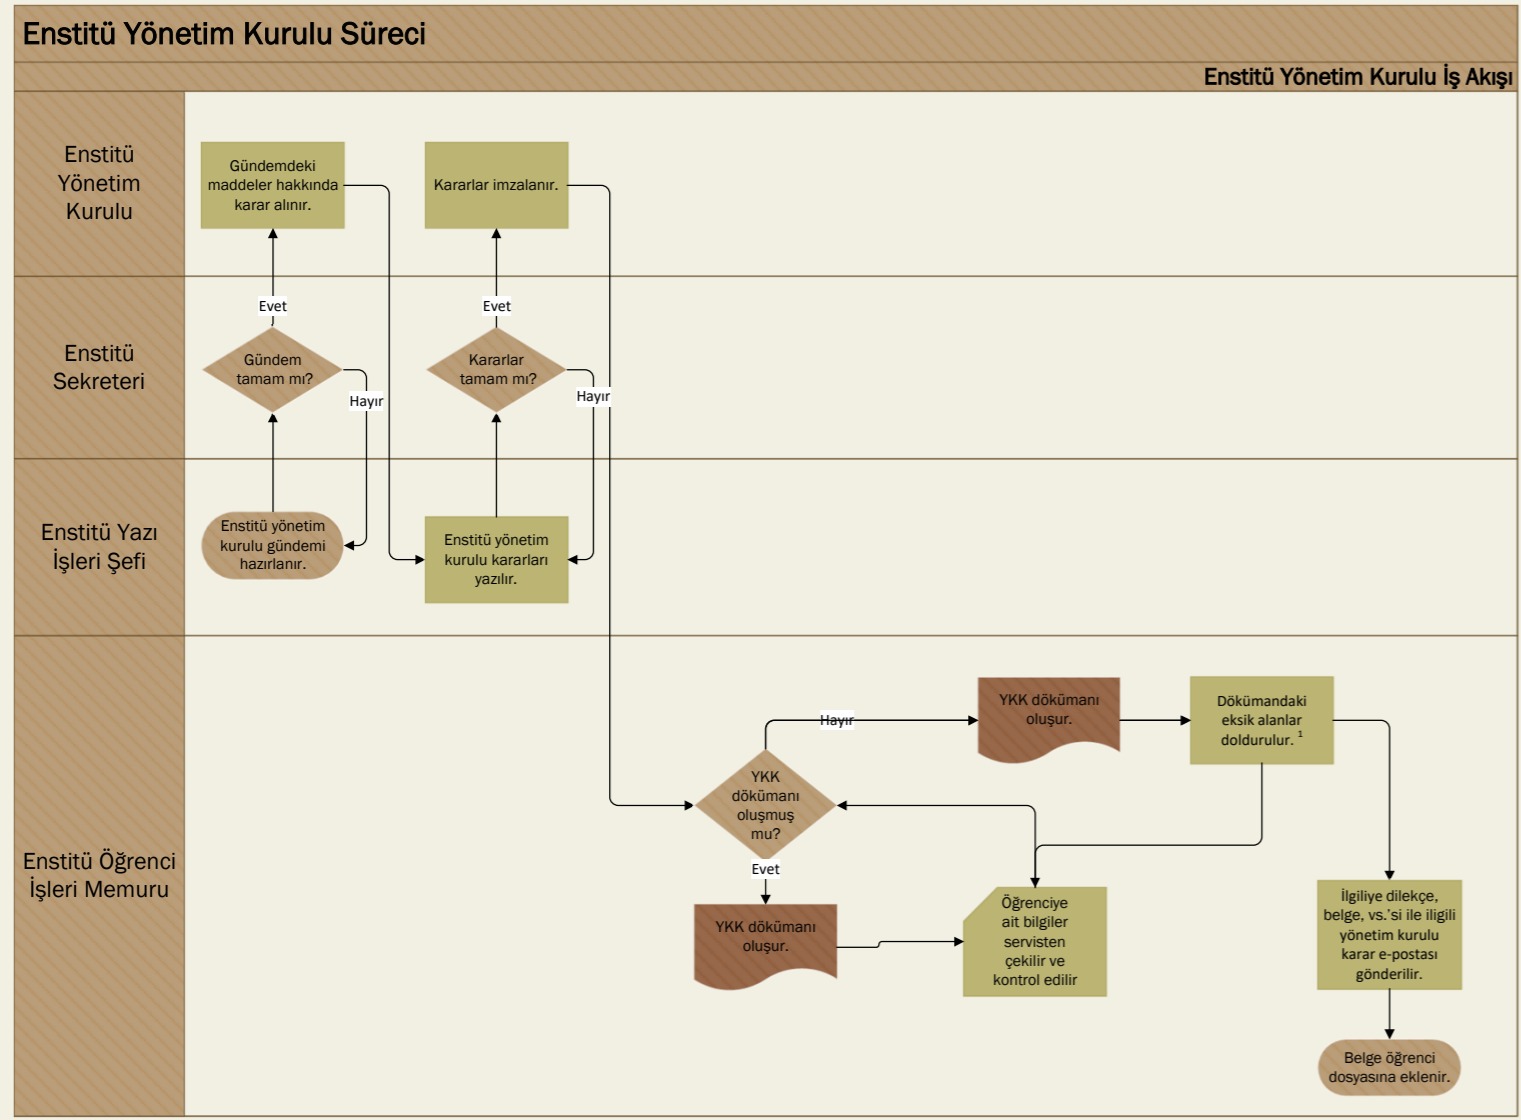 Enstitü Yönetim Kurulu Süreci
Enstitü Yönetim Kurulu İş Akışı
Enstitü
Yönetim
Kurulu
Gündemdeki
maddeler hakkında
karar alınır.
Kararlar imzalanır.
Evet
Evet
Enstitü
Sekreteri
Gündem
tamam mı?
Hayır
Kararlar
tamam mı?
Hayır
Enstitü Yazı
İşleri Şefi
Enstitü yönetim
kurulu gündemi
hazırlanır.
Enstitü yönetim
kurulu kararları
yazılır.
Enstitü Öğrenci
İşleri Memuru
Hayır
YKK dökümanı
oluşur.
Dökümandaki
eksik alanlar
doldurulur. 1
YKK
dökümanı
oluşmuş
mu?
Evet
YKK dökümanı
oluşur.
Öğrenciye
ait bilgiler
servisten
çekilir ve
kontrol edilir
İlgiliye dilekçe,
belge, vs.'si ile iligili
yönetim kurulu
karar e-postası
gönderilir.
Belge öğrenci
dosyasına eklenir.